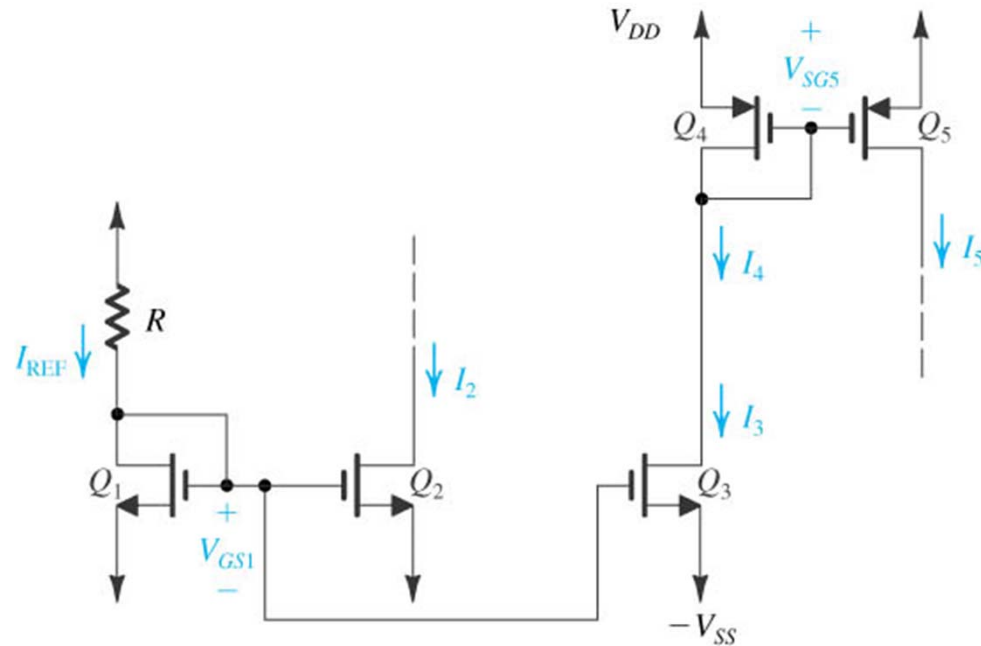 V_DD
+
V_SG5
−
Q_4
Q_5
I_4
I_5
R
I_REF
I_2
I_3
Q_1
Q_2
Q_3
+
V_GS1
−
−V_SS